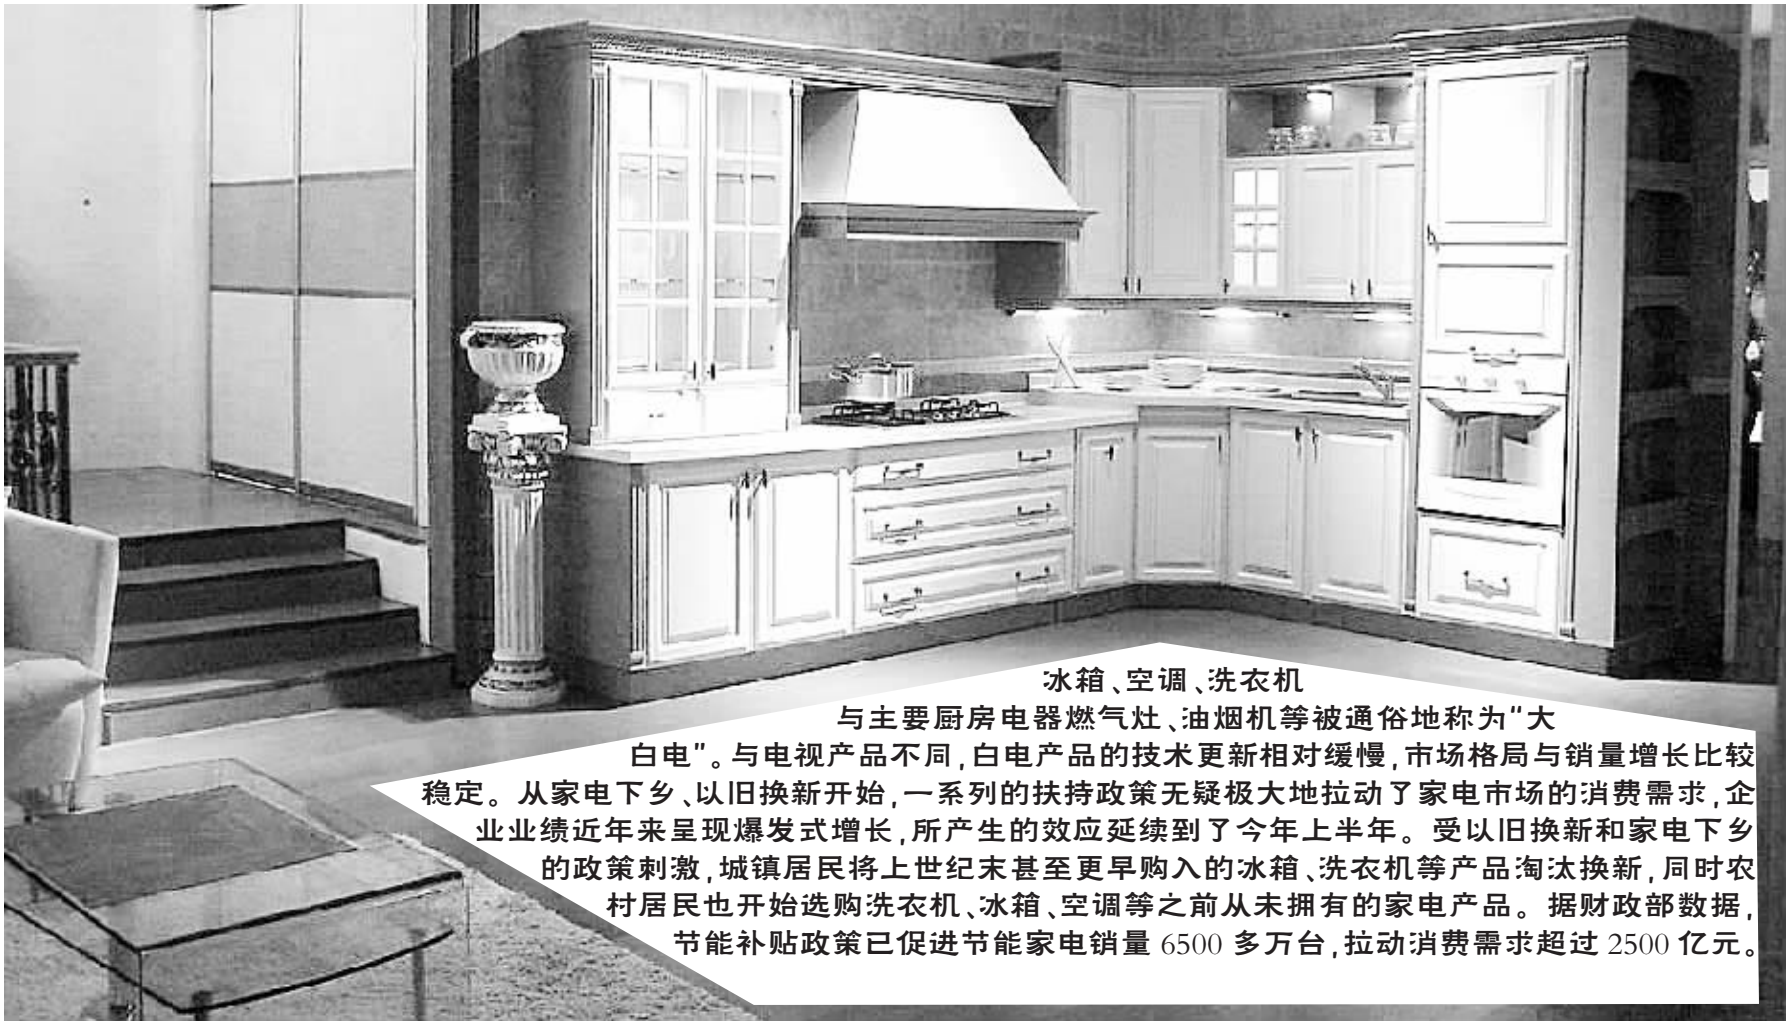 冰箱、空调、洗衣机
与主要厨房电器燃气灶、油烟机等被通俗地称为“大
白电”。与电视产品不同，白电产品的技术更新相对缓慢，市场格局与销量增长比较
稳定。从家电下乡、以旧换新开始，一系列的扶持政策无疑极大地拉动了家电市场的消费需求，企
业业绩近年来呈现爆发式增长，所产生的效应延续到了今年上半年。受以旧换新和家电下乡
的政策刺激，城镇居民将上世纪末甚至更早购入的冰箱、洗衣机等产品淘汰换新，同时农
村居民也开始选购洗衣机、冰箱、空调等之前从未拥有的家电产品。据财政部数据，
节能补贴政策已促进节能家电销量 6500 多万台，拉动消费需求超过 2500 亿元。